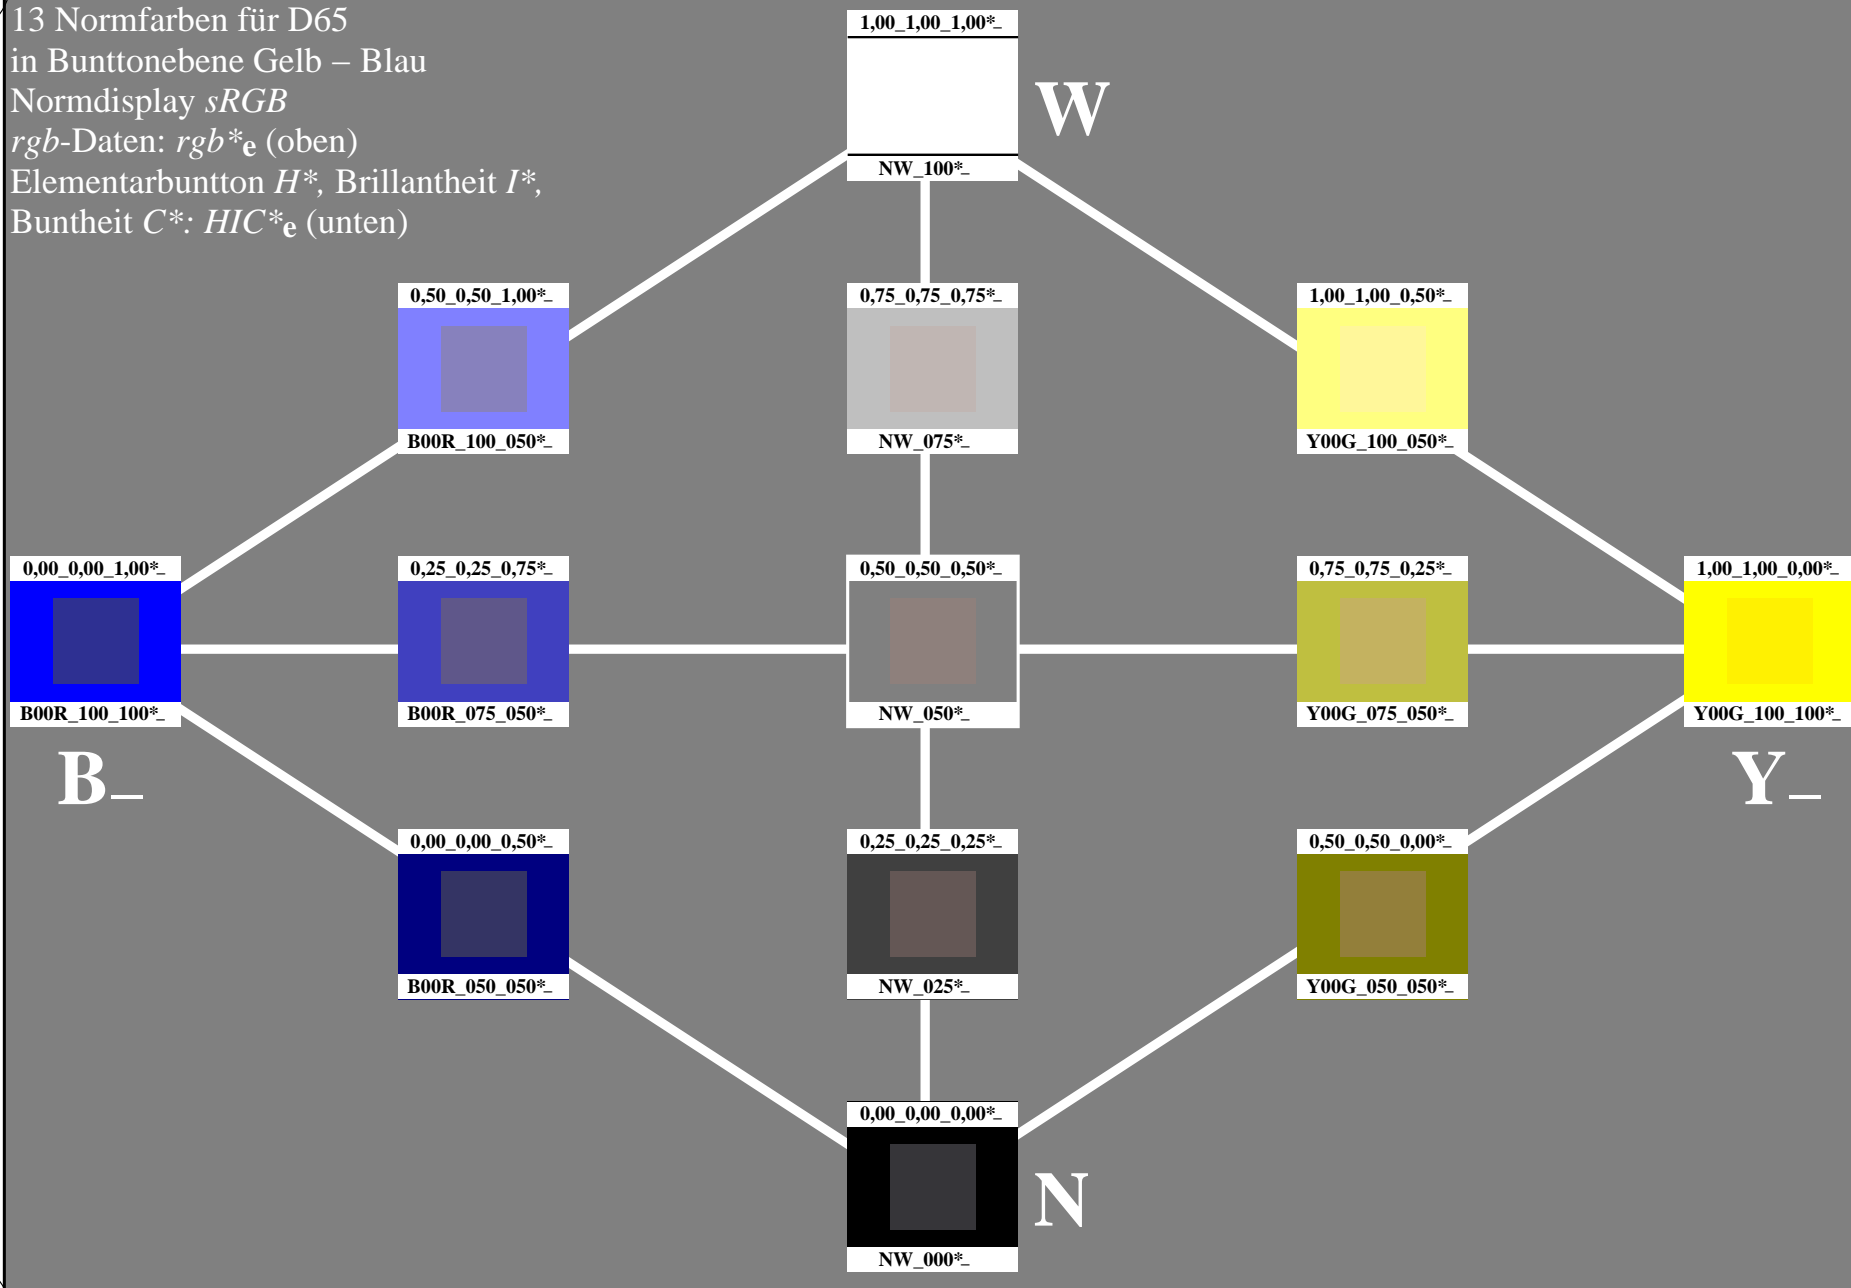 13 Normfarben für D65
in Bunttonebene Gelb – Blau
Normdisplay sRGB
rgb-Daten: rgb*e (oben)
Elementarbuntton H*, Brillantheit I*,
Buntheit C*: HIC*e (unten)
1,00_1,00_1,00*_
W
NW_100*_
0,50_0,50_1,00*_
0,75_0,75_0,75*_
1,00_1,00_0,50*_
B00R_100_050*_
NW_075*_
Y00G_100_050*_
0,00_0,00_1,00*_
0,25_0,25_0,75*_
0,50_0,50_0,50*_
0,75_0,75_0,25*_
1,00_1,00_0,00*_
B00R_100_100*_
B00R_075_050*_
NW_050*_
Y00G_075_050*_
Y00G_100_100*_
B_
Y_
0,00_0,00_0,50*_
0,25_0,25_0,25*_
0,50_0,50_0,00*_
B00R_050_050*_
NW_025*_
Y00G_050_050*_
0,00_0,00_0,00*_
N
NW_000*_